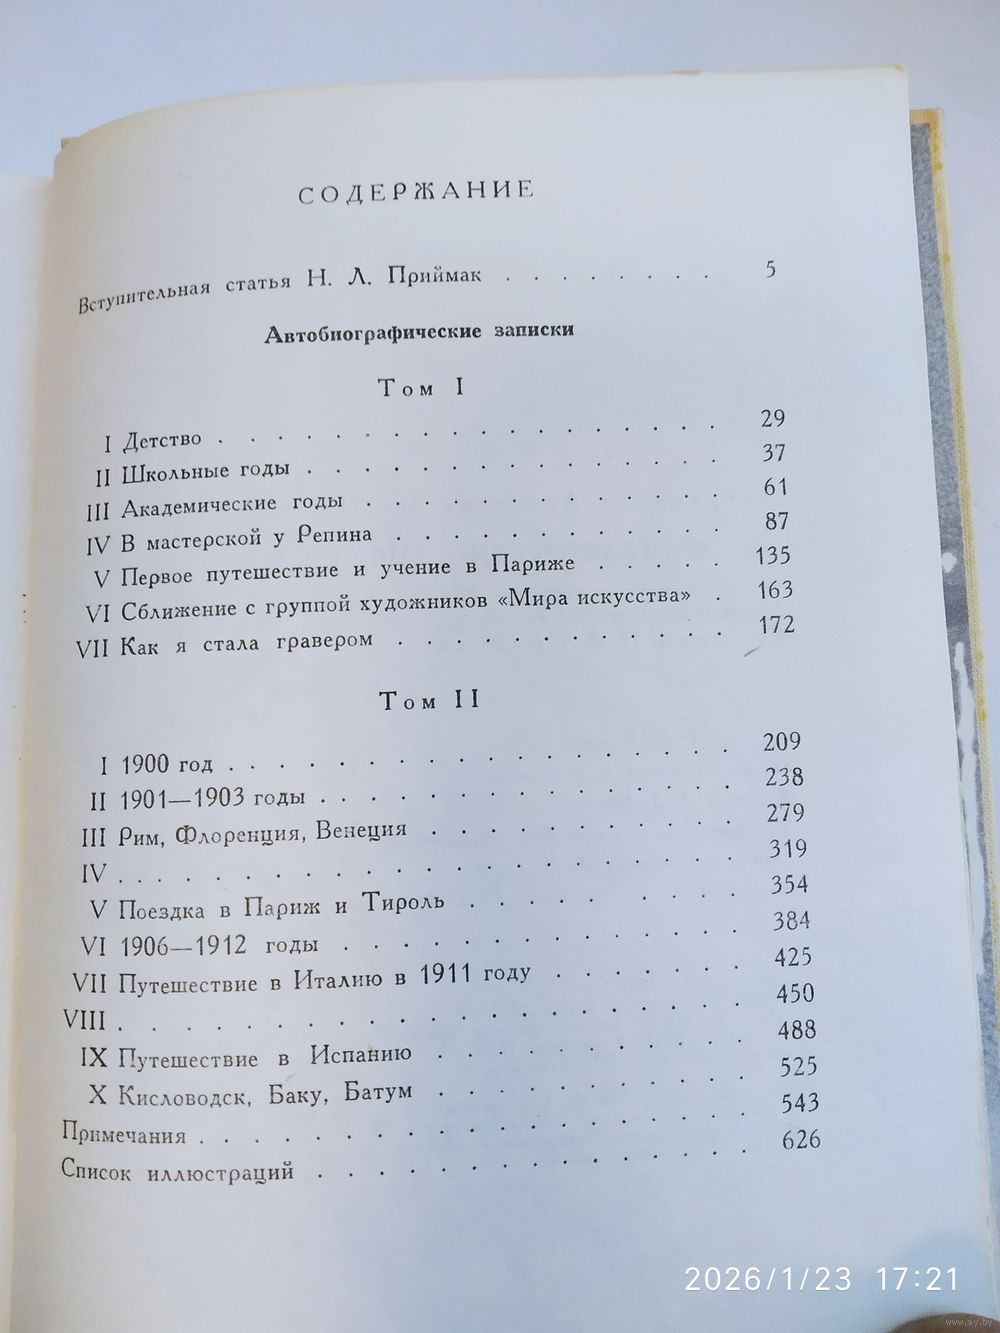 СОДЕРЖАНИЕ
Вступительная статья Н. Л. Приймак . . . . . . . . 5
Автобиографические записки
Том I
I Детство . . . . . . . . . . . . . . . . . . 29
II Школьные годы . . . . . . . . . . . . . . . 37
III Академические годы . . . . . . . . . . . . . 61
IV В мастерской у Репина . . . . . . . . . . . . 87
V Первое путешествие и учение в Париже . . . . . 135
VI Сближение с группой художников «Мира искусства» . 163
VII Как я стала гравером . . . . . . . . . . . . 172
Том II
I 1900 год . . . . . . . . . . . . . . . . . . 209
II 1901—1903 годы . . . . . . . . . . . . . . . 238
III Рим, Флоренция, Венеция . . . . . . . . . . . 279
IV . . . . . . . . . . . . . . . . . . . . 319
V Поездка в Париж и Тироль . . . . . . . . . . 354
VI 1906—1912 годы . . . . . . . . . . . . . . 384
VII Путешествие в Италию в 1911 году . . . . . . . 425
VIII . . . . . . . . . . . . . . . . . . . . 450
IX Путешествие в Испанию . . . . . . . . . . . 488
X Кисловодск, Баку, Батум . . . . . . . . . . . 525
Примечания . . . . . . . . . . . . . . . . . . 543
Список иллюстраций . . . . . . . . . . . . . . 626
2026/1/23 17:21
www.ay.by